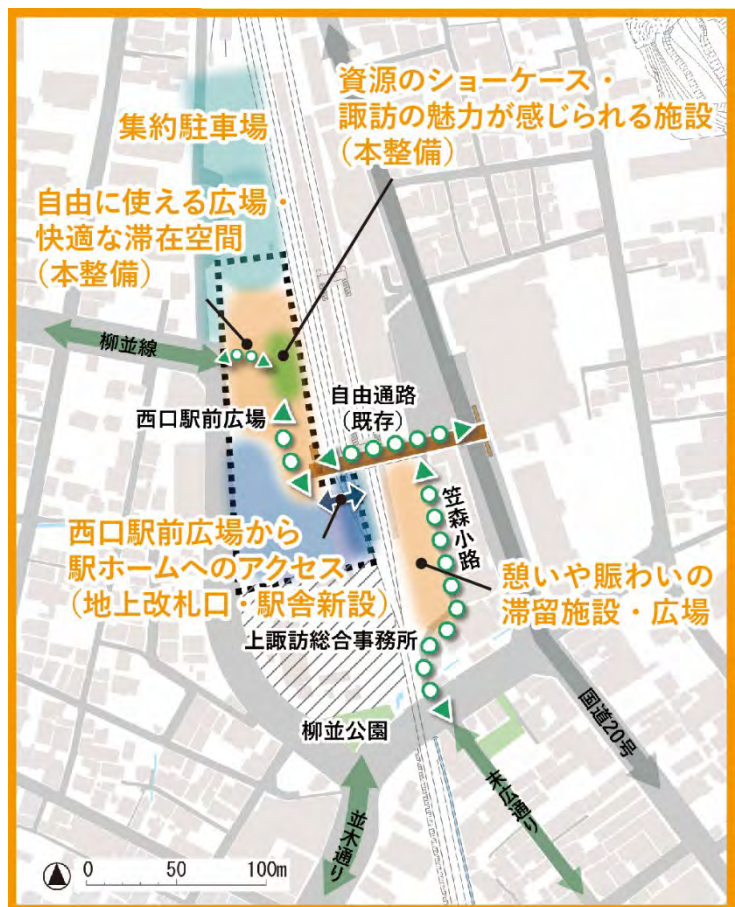 資源のショーケース・
諏訪の魅力が感じられる施設
(本整備)
集約駐車場
自由に使える広場・
快適な滞在空間
(本整備)
柳並線
自由通路
(既存)
西口駅前広場
笠森小路
西口駅前広場から
駅ホームへのアクセス
(地上改札口・駅舎新設)
憩いや賑わいの
滞留施設・広場
上諏訪総合事務所
国道20号
柳並公園
末広通り
並木通り
0 50 100m